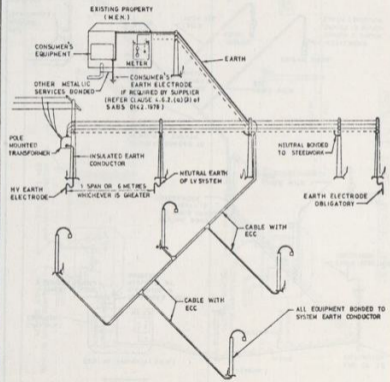 EXISTING PROPERTY
(W.E.H.)
CONSUMER'S
EQUIPMENT
METER
EARTH
OTHER METALLIC
SERVICES BONDED
CONSUMER'S
EARTH ELECTRODE
IF REQUIRED BY SUPPLIER
(REFER CLAUSE 4.6.2.(a)(3) of
SABS 0142.1978)
POLE
MOUNTED
TRANSFORMER
INSULATED EARTH
CONDUCTOR
NEUTRAL BONDED
TO STEELWORK
HV EARTH
ELECTRODE
1 SPAN OR 6 METRES
WHICHEVER IS GREATER
NEUTRAL EARTH
OF LV SYSTEM
EARTH ELECTRODE
OBLIGATORY
CABLE WITH
ECC
CABLE WITH
ECC
ALL EQUIPMENT BONDED TO
SYSTEM EARTH CONDUCTOR